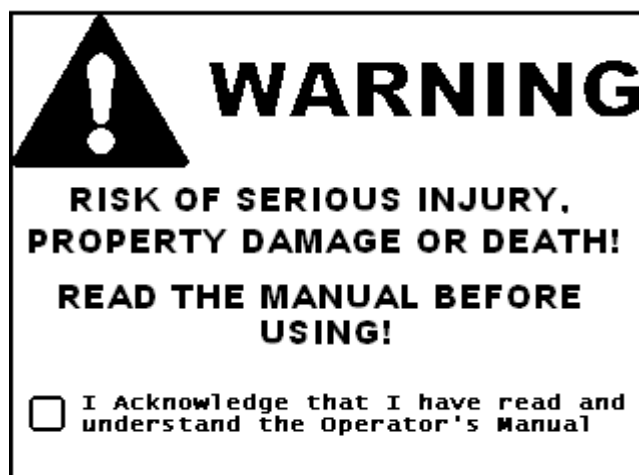 WARNING
RISK OF SERIOUS INJURY,
PROPERTY DAMAGE OR DEATH!
READ THE MANUAL BEFORE
USING!
I Acknowledge that I have read and
understand the Operator's Manual